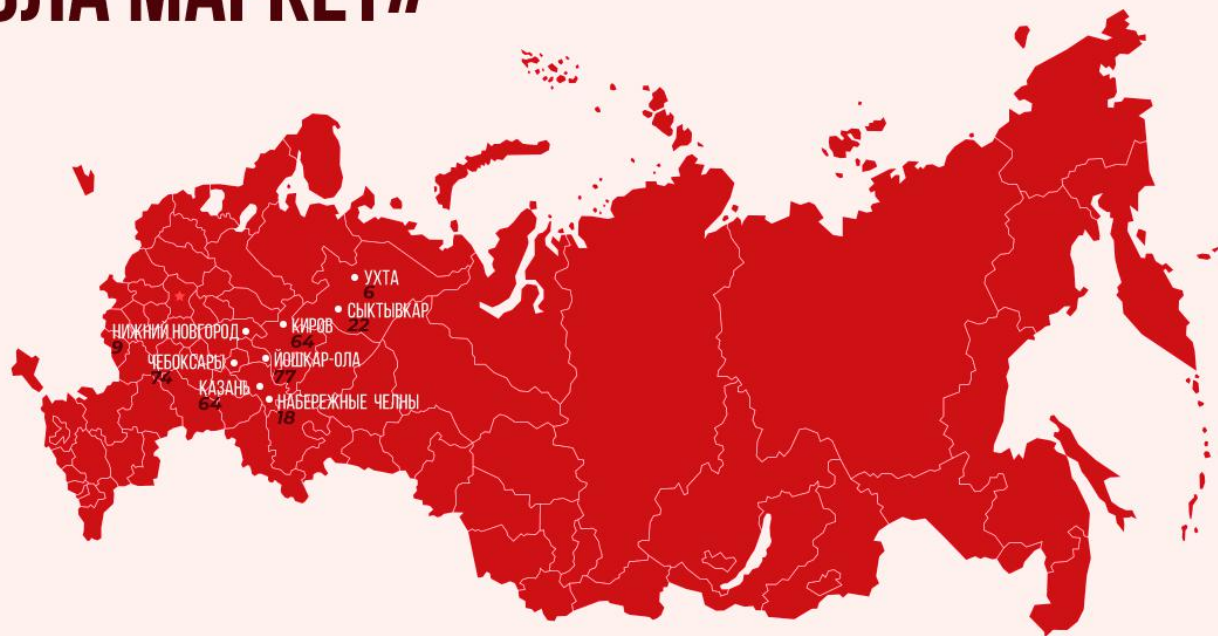 ОЛА МАРКЕТ»
УХТА
6
СЫКТЫВКАР
22
КИРОВ
64
НИЖНИЙ НОВГОРОД
9
ЙОШКАР-ОЛА
77
ЧЕБОКСАРЫ
74
КАЗАНЬ
64
НАБЕРЕЖНЫЕ ЧЕЛНЫ
18